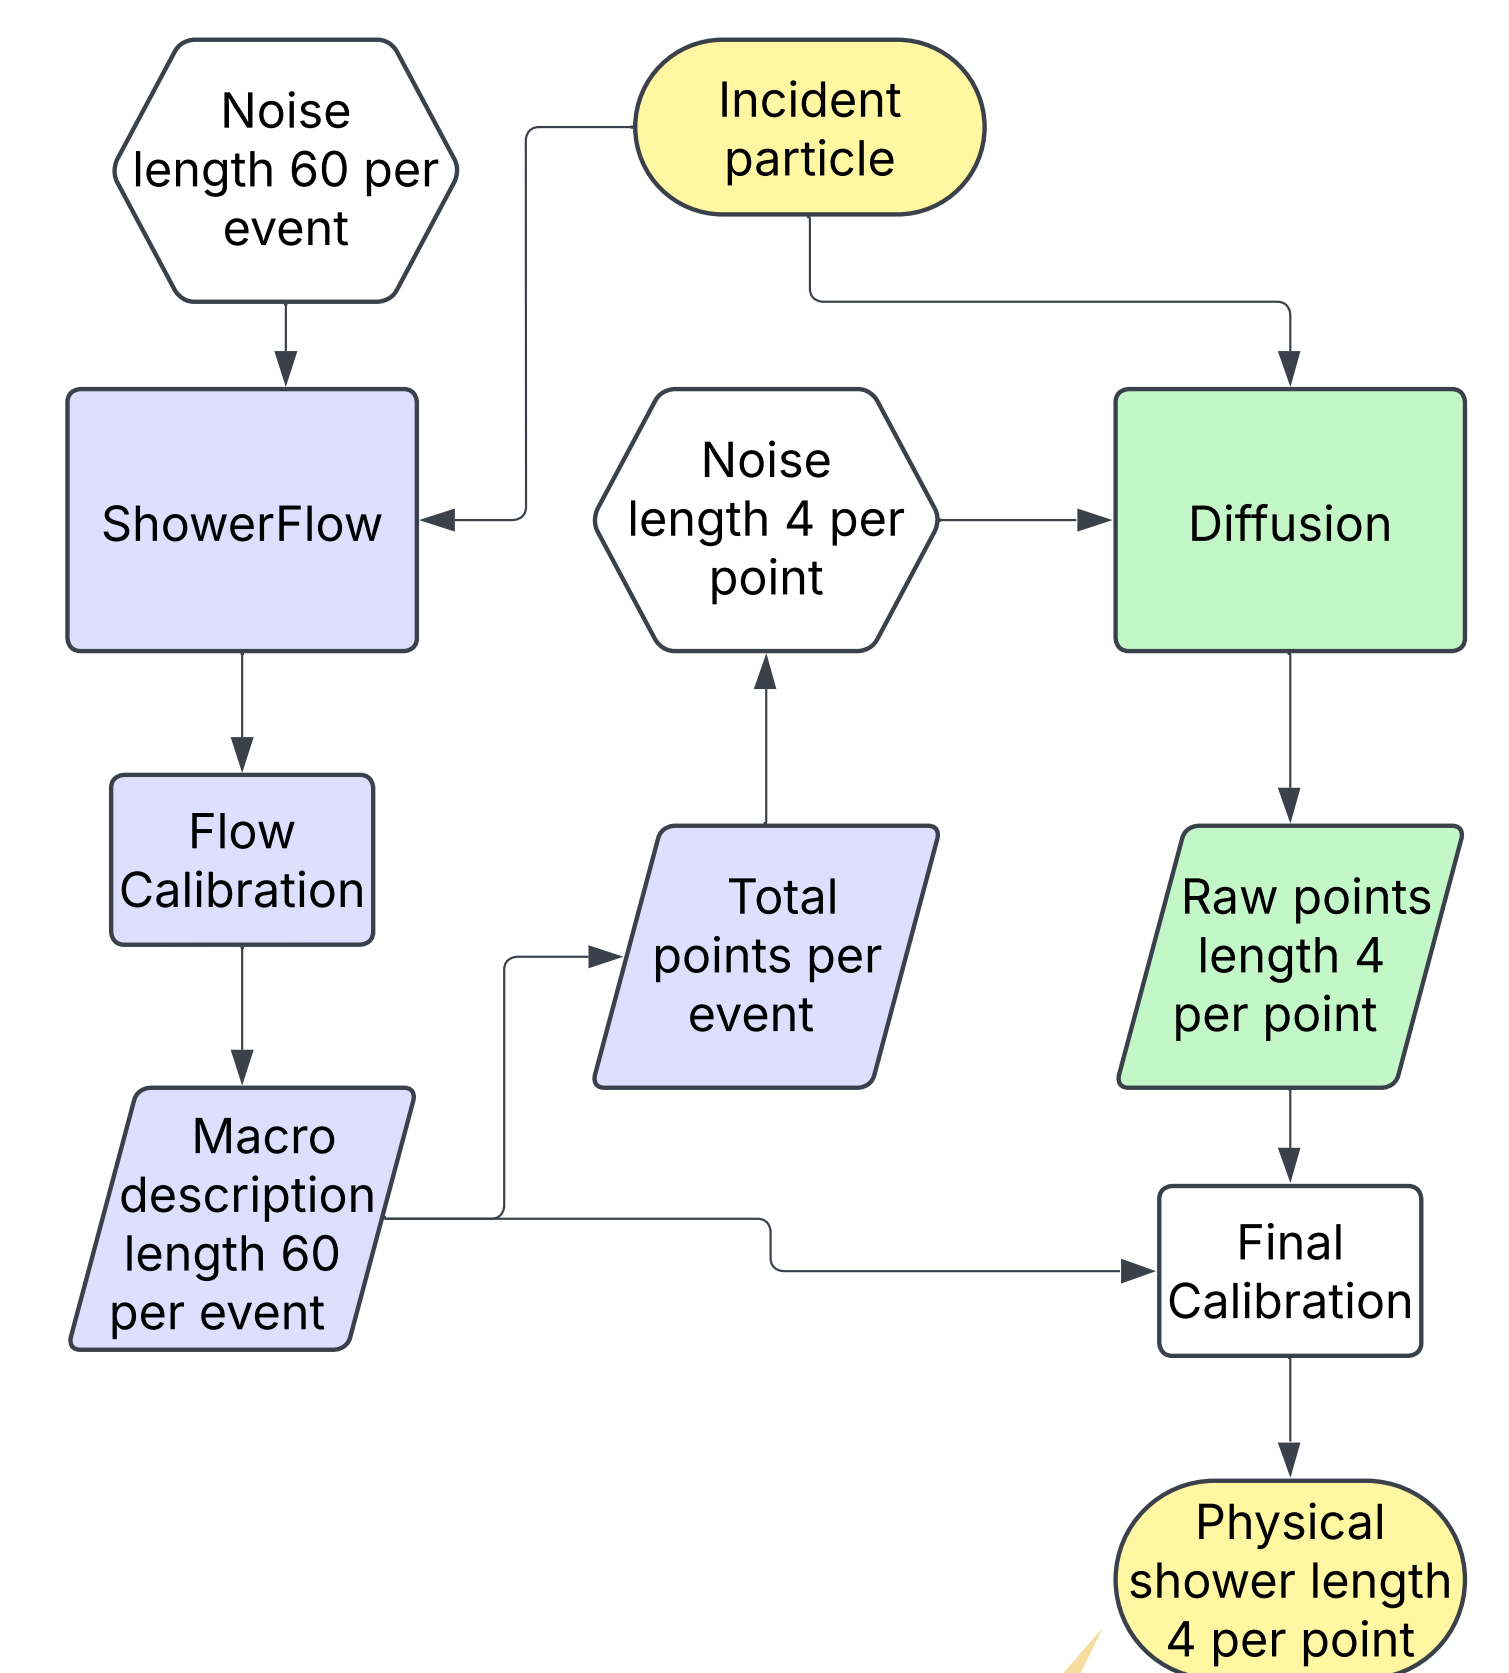 Noise
length 60 per
event
Incident
particle
ShowerFlow
Noise
length 4 per
point
Diffusion
Flow
Calibration
Total
points per
event
Raw points
length 4
per point
Macro
description
length 60
per event
Final
Calibration
Physical
shower length
4 per point